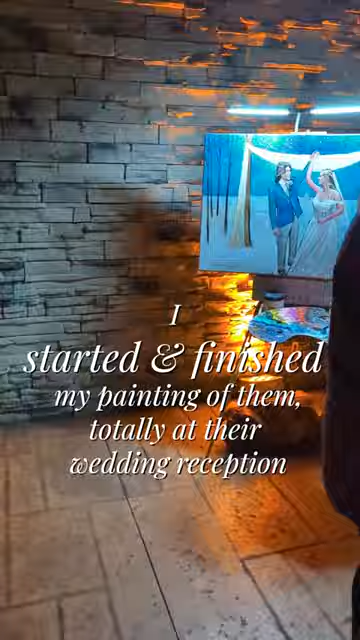 I
started & finished
my painting of them,
totally at their
wedding reception